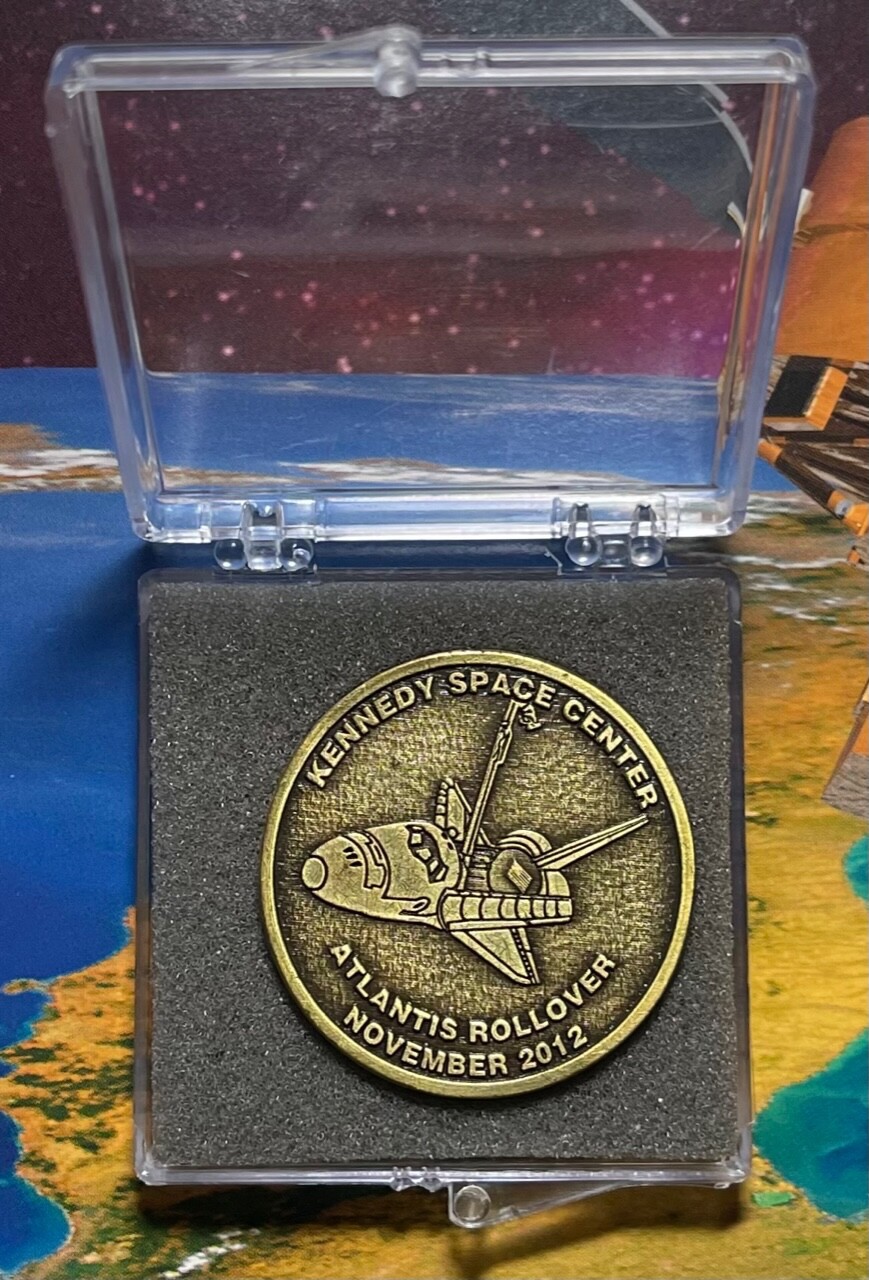 KENNEDY SPACE CENTER
ATLANTIS ROLLOVER
NOVEMBER 2012